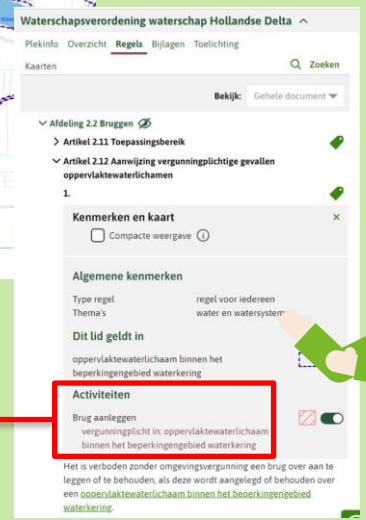 Waterschapsverordening waterschap Hollandse Delta
Plekinfo Overzicht Regels Bijlagen Toelichting
Kaarten Zoeken
Bekijk: Gehele document
Afdeling 2.2 Bruggen
Artikel 2.11 Toepassingsbereik
Artikel 2.12 Aanwijzing vergunningplichtige gevallen
oppervlaktewaterlichamen
1.
Kenmerken en kaart ×
Compacte weergave
Algemene kenmerken
Type regel regel voor iedereen
Thema's water en watersysteme
Dit lid geldt in
oppervlaktewaterlichaam binnen het
beperkingengebied waterkering
Activiteiten
Brug aanleggen
vergunningplicht in: oppervlaktewaterlichaam
binnen het beperkingengebied waterkering
Het is verboden zonder omgevingsvergunning een brug over aan te
leggen of te behouden, als deze wordt aangelegd of behouden over
een oppervlaktewaterlichaam binnen het beperkingengebied
waterkering.